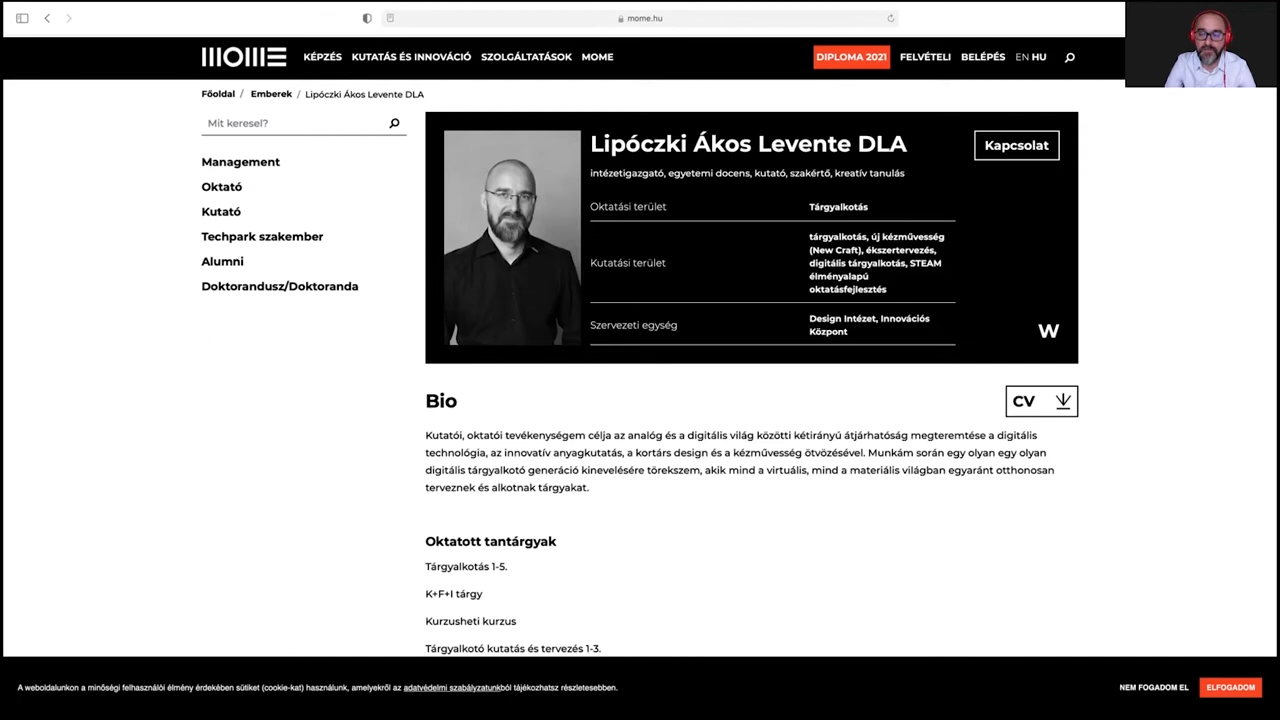 mome.hu
MOME
KÉPZÉS KUTATÁS ÉS INNOVÁCIÓ SZOLGÁLTATÁSOK MOME
DIPLOMA 2021 FELVÉTELI BELÉPÉS EN HU
Főoldal / Emberek / Lipóczki Ákos Levente DLA
Mit keresel?
Management
Oktató
Kutató
Techpark szakember
Alumni
Doktorandusz/Doktoranda
Lipóczki Ákos Levente DLA
Kapcsolat
intézetigazgató, egyetemi docens, kutató, szakértő, kreatív tanulás
Oktatási terület
Tárgyalkotás
Kutatási terület
tárgyalkotás, új kézművesség
(New Craft), ékszertervezés,
digitális tárgyalkotás, STEAM
élményalapú
oktatásfejlesztés
Szervezeti egység
Design Intézet, Innovációs
Központ
W
Bio
CV
Kutatói, oktatói tevékenységem célja az analóg és a digitális világ közötti kétirányú átjárhatóság megteremtése a digitális
technológia, az innovatív anyagkutatás, a kortárs design és a kézművesség ötvözésével. Munkám során egy olyan egy olyan
digitális tárgyalkotó generáció kinevelésére törekszem, akik mind a virtuális, mind a materiális világban egyaránt otthonosan
terveznek és alkotnak tárgyakat.
Oktatott tantárgyak
Tárgyalkotás 1-5.
K+F+I tárgy
Kurzusheti kurzus
Tárgyalkotó kutatás és tervezés 1-3.
A weboldalunkon a minőségi felhasználói élmény érdekében sütiket (cookie-kat) használunk, amelyekről az adatvédelmi szabályzatunkból tájékozhatsz részletesebben.
NEM FOGADOM EL ELFOGADOM